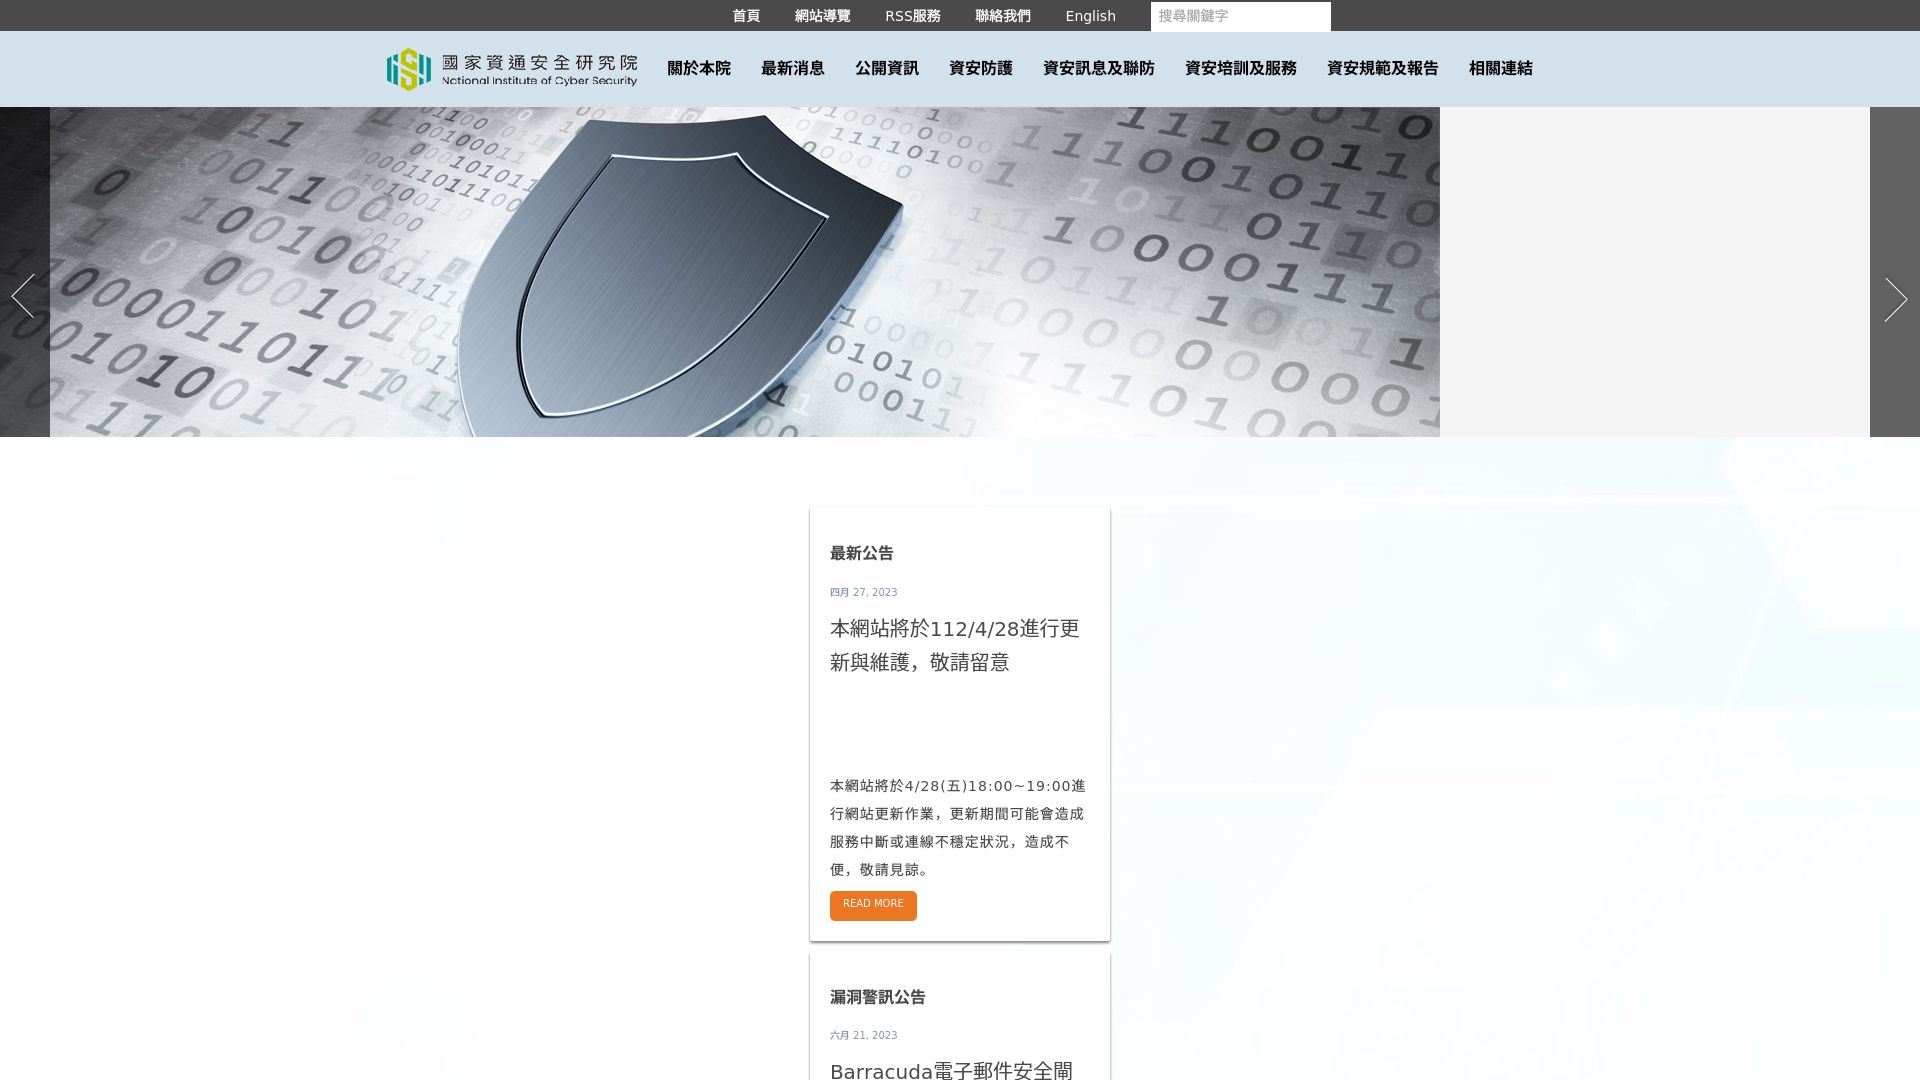 首頁
網站導覽
RSS服務
聯絡我們
English
搜尋關鍵字
國家資通安全研究院
National Institute of Cyber Security
關於本院
最新消息
公開資訊
資安防護
資安訊息及聯防
資安培訓及服務
資安規範及報告
相關連結
最新公告
四月 27, 2023
本網站將於112/4/28進行更
新與維護，敬請留意
本網站將於4/28(五)18:00~19:00進
行網站更新作業，更新期間可能會造成
服務中斷或連線不穩定狀況，造成不
便，敬請見諒。
READ MORE
漏洞警訊公告
六月 21, 2023
Barracuda電子郵件安全閘